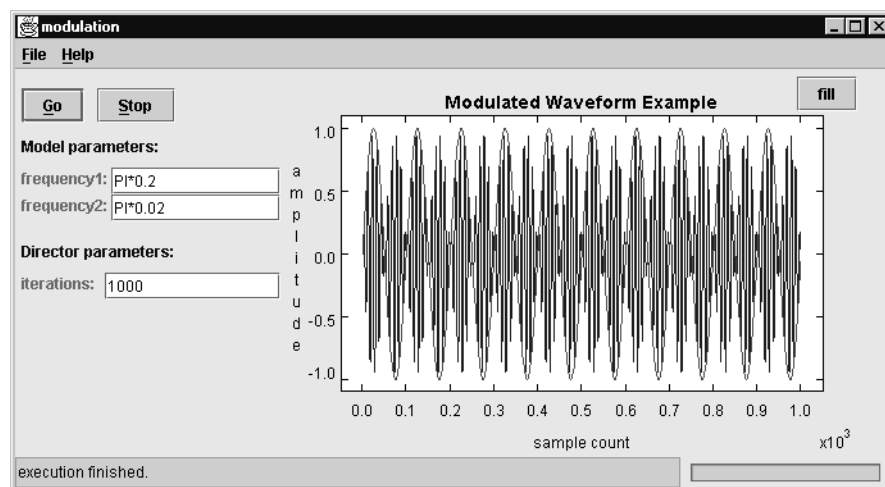 modulation
File Help
Go Stop
fill
Modulated Waveform Example
Model parameters:
frequency1: PI*0.2
frequency2: PI*0.02
Director parameters:
iterations: 1000
amplitude
1.0
0.5
0.0
-0.5
-1.0
0.0 0.1 0.2 0.3 0.4 0.5 0.6 0.7 0.8 0.9 1.0
sample count x10³
execution finished.